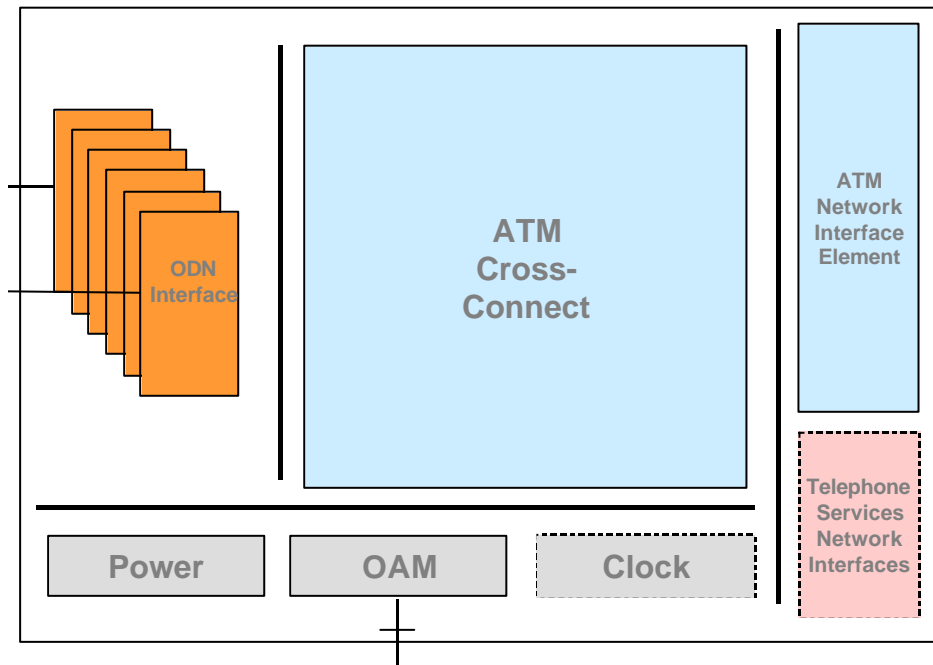 ODN
Interface
ATM
Cross-
Connect
ATM
Network
Interface
Element
Telephone
Services
Network
Interfaces
Power
OAM
Clock